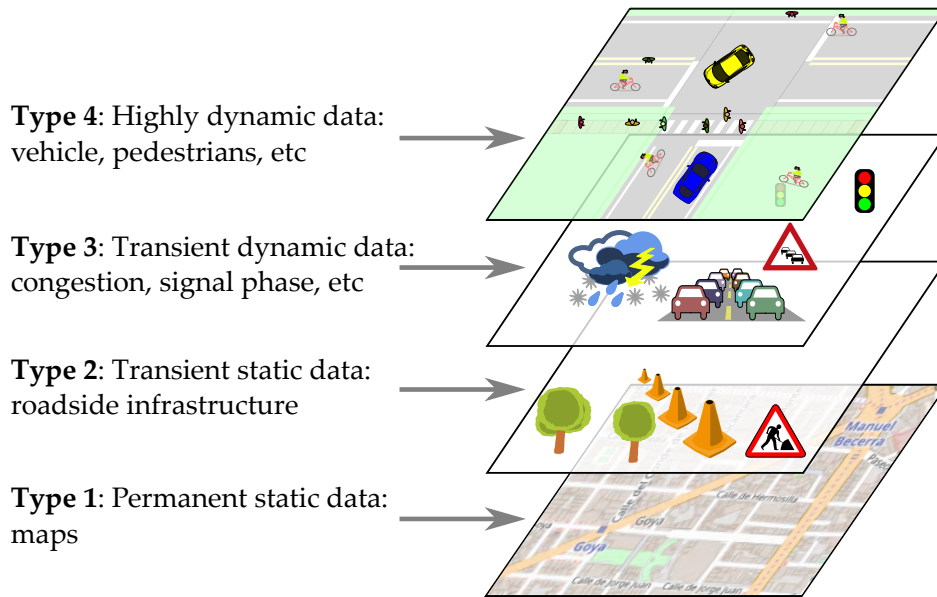 Type 4: Highly dynamic data:
vehicle, pedestrians, etc
Type 3: Transient dynamic data:
congestion, signal phase, etc
Type 2: Transient static data:
roadside infrastructure
Type 1: Permanent static data:
maps
Manuel
Becerra
Calle de Hermosilla
Goya
Goya
Calle de Jorge Juan
Calle de Jorge Juan